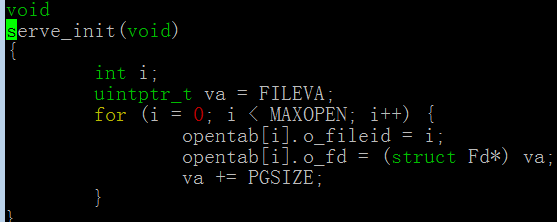 void
serve_init(void)
{
        int i;
        uintptr_t va = FILEVA;
        for (i = 0; i < MAXOPEN; i++) {
                opentab[i].o_fileid = i;
                opentab[i].o_fd = (struct Fd*) va;
                va += PGSIZE;
        }
}